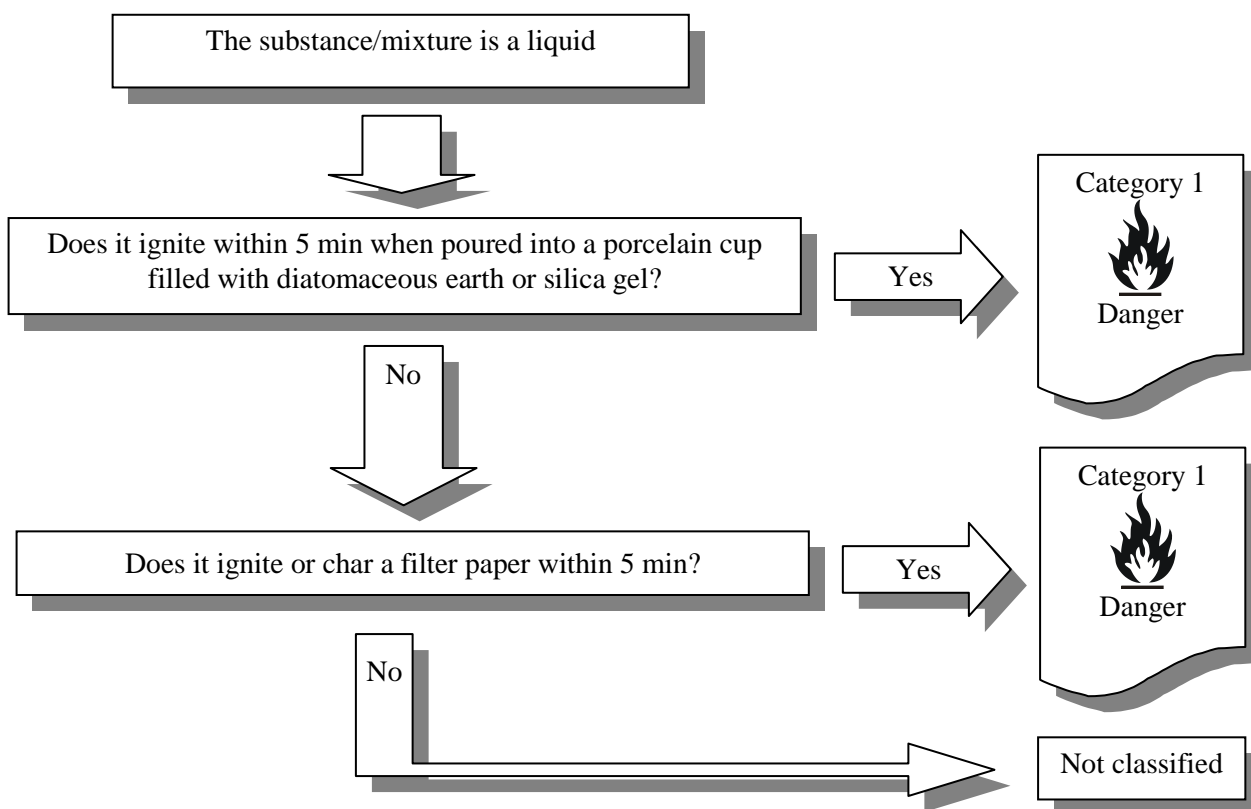 The substance/mixture is a liquid
Does it ignite within 5 min when poured into a porcelain cup
filled with diatomaceous earth or silica gel?
Yes
Category 1
Danger
No
Does it ignite or char a filter paper within 5 min?
Yes
Category 1
Danger
No
Not classified